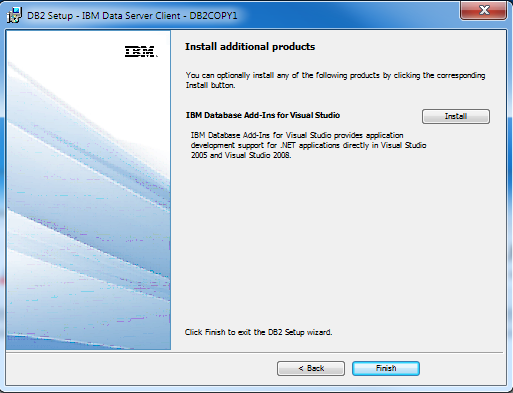 DB2 Setup - IBM Data Server Client - DB2COPY1
IBM.
Install additional products
You can optionally install any of the following products by clicking the corresponding
Install button.
IBM Database Add-Ins for Visual Studio
Install
IBM Database Add-Ins for Visual Studio provides application
development support for .NET applications directly in Visual Studio
2005 and Visual Studio 2008.
Click Finish to exit the DB2 Setup wizard.
< Back
Finish